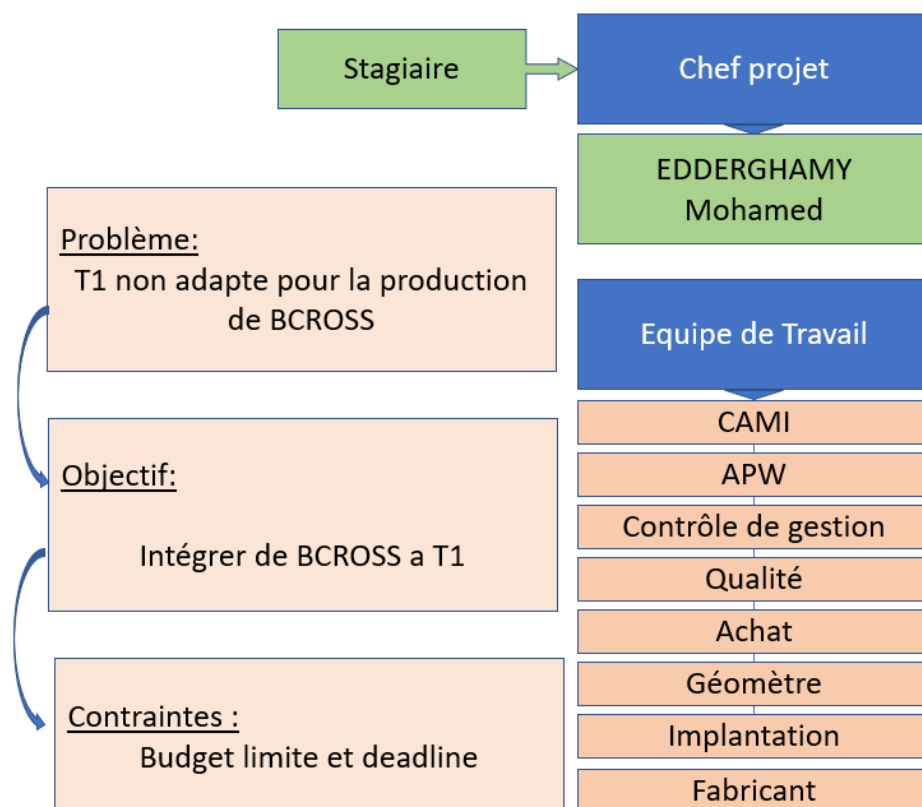 Stagiaire
Chef projet
EDDERGHAMY
Mohamed
Problème:
T1 non adapte pour la production
de BCROSS
Objectif:
Intégrer de BCROSS a T1
Contraintes :
Budget limite et deadline
Equipe de Travail
CAMI
APW
Contrôle de gestion
Qualité
Achat
Géomètre
Implantation
Fabricant